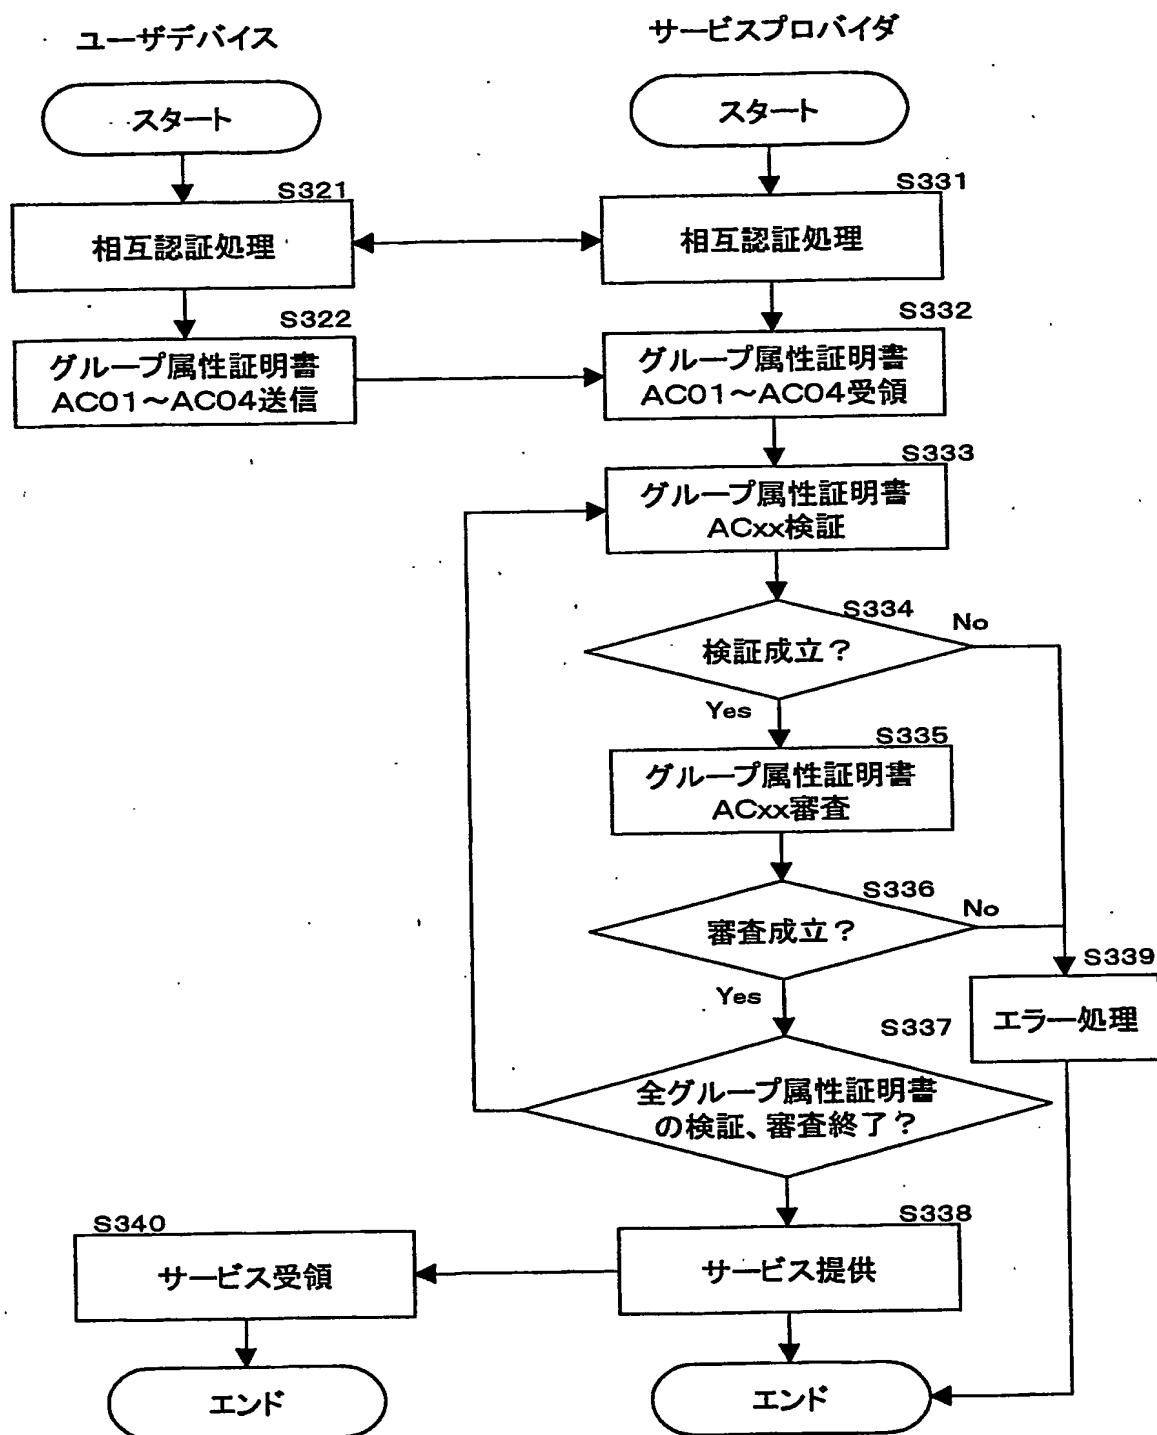 ユーザデバイス
サービスプロバイダ
スタート
スタート
S321
相互認証処理
S331
相互認証処理
S322
グループ属性証明書
AC01～AC04送信
S332
グループ属性証明書
AC01～AC04受領
S333
グループ属性証明書
ACxx検証
S334
検証成立?
No
Yes
S335
グループ属性証明書
ACxx審査
S336
審査成立?
No
Yes
S339
エラー処理
S337
全グループ属性証明書
の検証、審査終了?
S340
サービス受領
S338
サービス提供
エンド
エンド